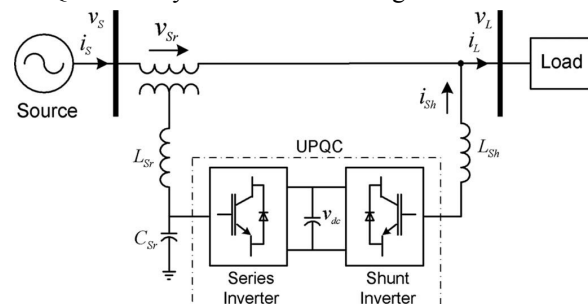 v_S
v_Sr
v_L
i_S
i_L
Load
i_Sh
Source
L_Sr
UPQC
L_Sh
v_dc
C_Sr
Series
Shunt
Inverter
Inverter